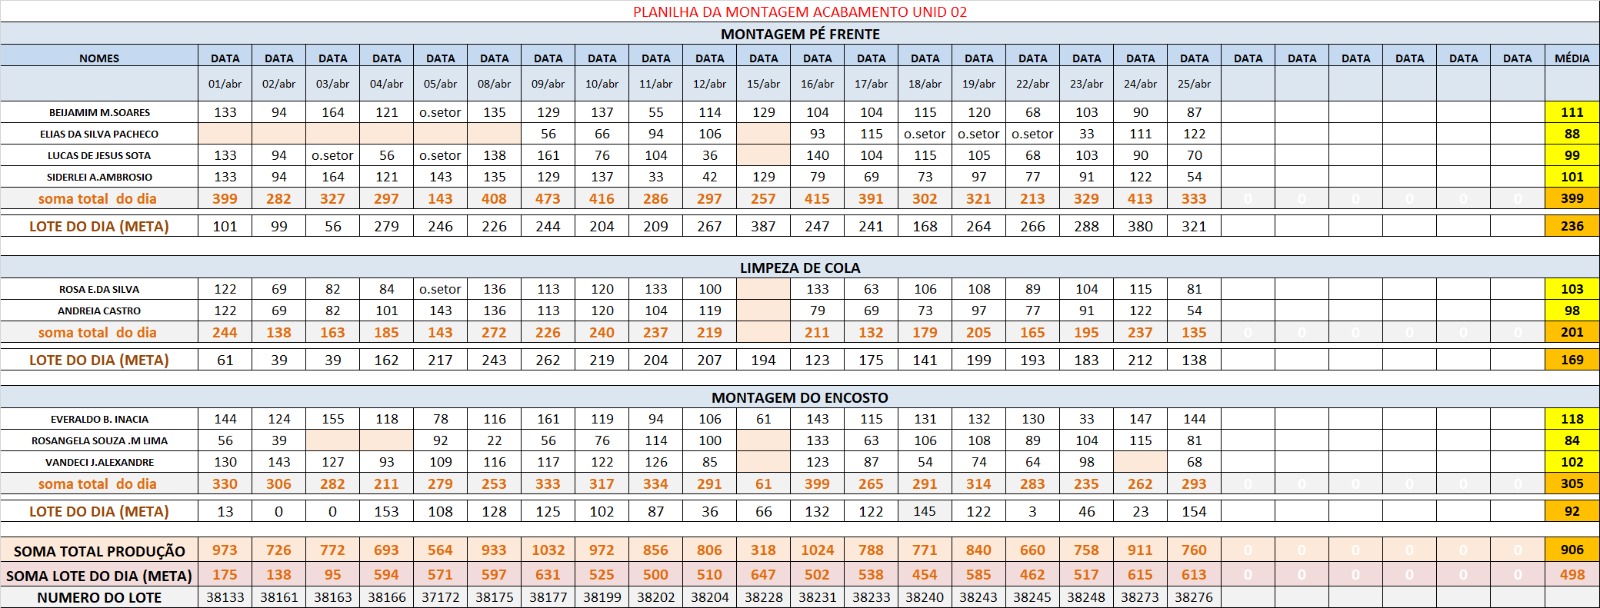 PLANILHA DA MONTAGEM ACABAMENTO UNID 02
MONTAGEM PÉ FRENTE
NOMES DATA DATA DATA DATA DATA DATA DATA DATA DATA DATA DATA DATA DATA DATA DATA DATA DATA DATA DATA DATA DATA DATA DATA DATA DATA MÉDIA
01/abr 02/abr 03/abr 04/abr 05/abr 08/abr 09/abr 10/abr 11/abr 12/abr 15/abr 16/abr 17/abr 18/abr 19/abr 22/abr 23/abr 24/abr 25/abr
BEIJAMIM M.SOARES 133 94 164 121 o.setor 135 129 137 55 114 129 104 104 115 120 68 103 90 87 111
ELIAS DA SILVA PACHECO 56 66 94 106 93 115 o.setor o.setor o.setor 33 111 122 88
LUCAS DE JESUS SOTA 133 94 o.setor 56 o.setor 138 161 76 104 36 140 104 115 105 68 103 90 70 99
SIDERLEI A.AMBROSIO 133 94 164 121 143 135 129 137 33 42 129 79 69 73 97 77 91 122 54 101
soma total do dia 399 282 327 297 143 408 473 416 286 297 257 415 391 302 321 213 329 413 333 0 0 0 0 0 0 399
LOTE DO DIA (META) 101 99 56 279 246 226 244 204 209 267 387 247 241 168 264 266 288 380 321 236
LIMPEZA DE COLA
ROSA E.DA SILVA 122 69 82 84 o.setor 136 113 120 133 100 133 63 106 108 89 104 115 81 103
ANDREIA CASTRO 122 69 82 101 143 136 113 120 104 119 79 69 73 97 77 91 122 54 98
soma total do dia 244 138 163 185 143 272 226 240 237 219 211 132 179 205 165 195 237 135 0 0 0 0 0 0 201
LOTE DO DIA (META) 61 39 39 162 217 243 262 219 204 207 194 123 175 141 199 193 183 212 138 169
MONTAGEM DO ENCOSTO
EVERALDO B. INACIA 144 124 155 118 78 116 161 119 94 106 61 143 115 131 132 130 33 147 144 118
ROSANGELA SOUZA .M LIMA 56 39 92 22 56 76 114 100 133 63 106 108 89 104 115 81 84
VANDECI J.ALEXANDRE 130 143 127 93 109 116 117 122 126 85 123 87 54 74 64 98 68 102
soma total do dia 330 306 282 211 279 253 333 317 334 291 61 399 265 291 314 283 235 262 293 0 0 0 0 0 0 305
LOTE DO DIA (META) 13 0 0 153 108 128 125 102 87 36 66 132 122 145 122 3 46 23 154 92
SOMA TOTAL PRODUÇÃO 973 726 772 693 564 933 1032 972 856 806 318 1024 788 771 840 660 758 911 760 0 0 0 0 0 0 906
SOMA LOTE DO DIA (META) 175 138 95 594 571 597 631 525 500 510 647 502 538 454 585 462 517 615 613 0 0 0 0 0 0 498
NUMERO DO LOTE 38133 38161 38163 38166 37172 38175 38177 38199 38202 38204 38228 38231 38233 38240 38243 38245 38248 38273 38276